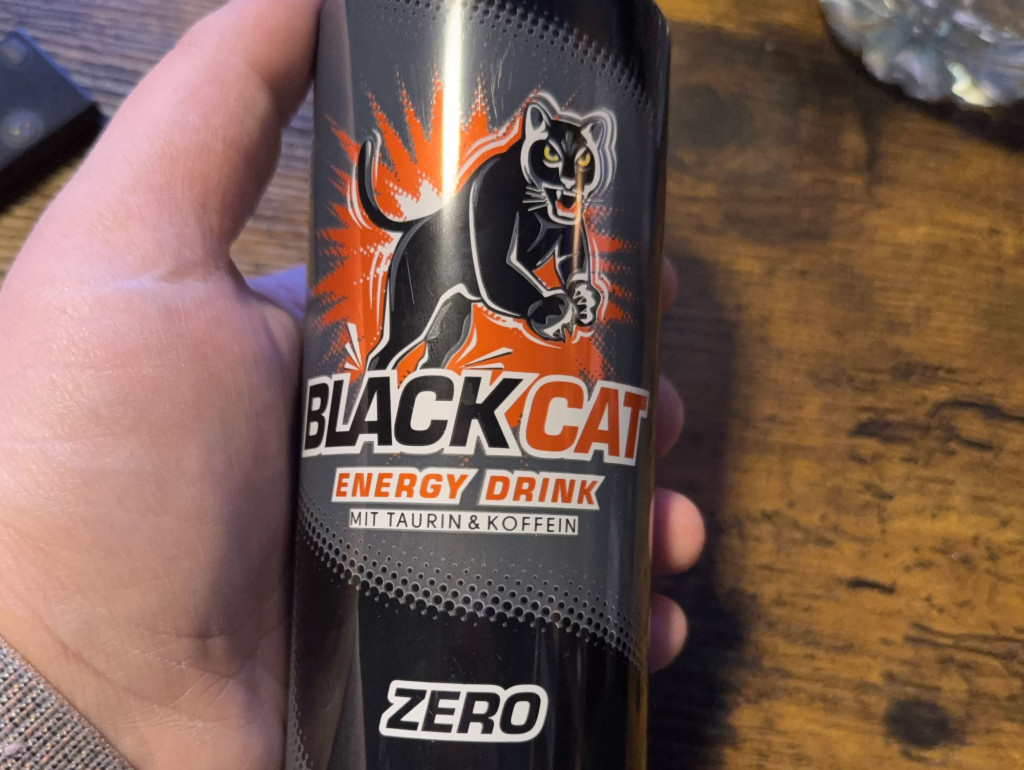 BLACK CAT
ENERGY DRINK
MIT TAURIN & KOFFEIN
ZERO